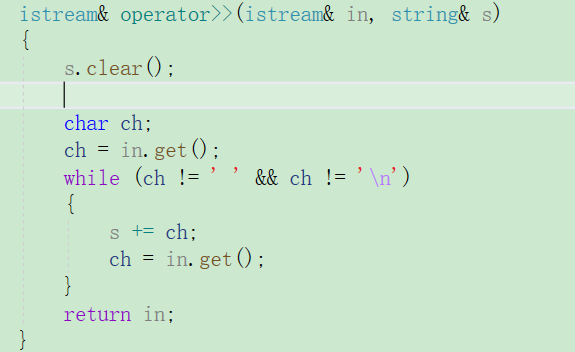 istream& operator>>(istream& in, string& s)
{
s.clear();
char ch;
ch = in.get();
while (ch != ' ' && ch != '\n')
{
s += ch;
ch = in.get();
}
return in;
}